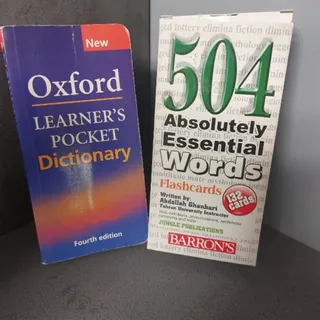 New
Oxford
LEARNER'S
POCKET
Dictionary
Fourth edition
504
Absolutely
Essential
Words
Flashcards
132
cards
Written by
Abdollah Ghanbari
Tehran University Instructor
JUNGLE PUBLICATIONS
BARRON'S